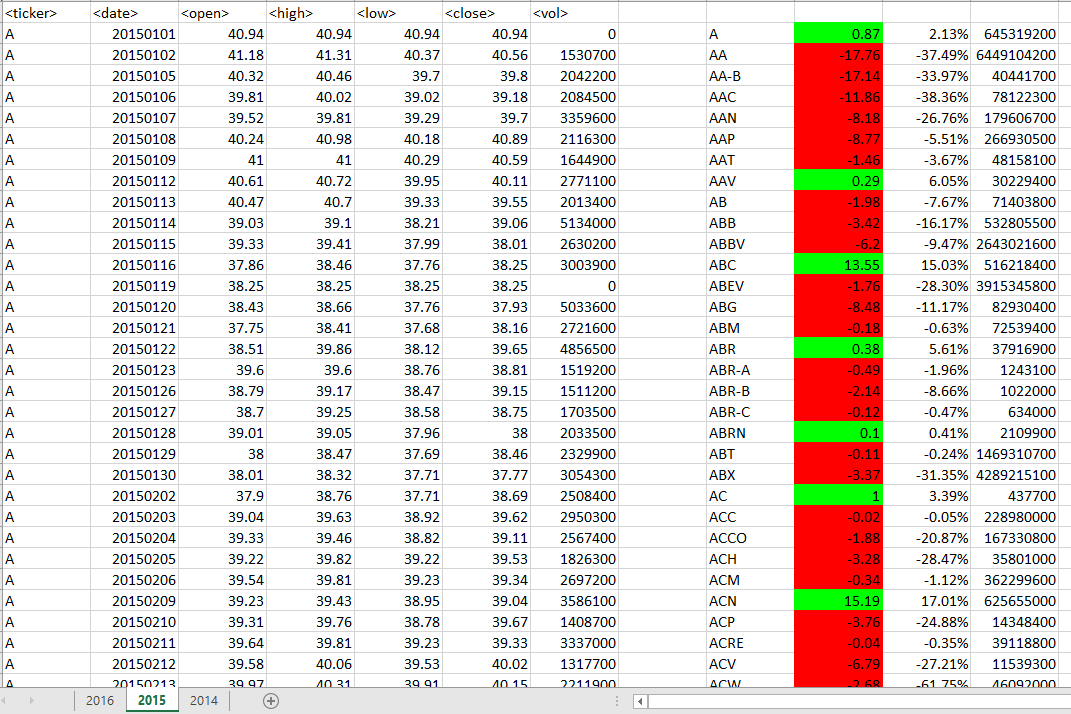 <ticker> <date> <open> <high> <low> <close> <vol>
A 20150101 40.94 40.94 40.94 40.94 0 A 0.87 2.13% 645319200
A 20150102 41.18 41.31 40.37 40.56 1530700 AA -17.76 -37.49% 6449104200
A 20150105 40.32 40.46 39.7 39.8 2042200 AA-B -17.14 -33.97% 40441700
A 20150106 39.81 40.02 39.02 39.18 2084500 AAC -11.86 -38.36% 78122300
A 20150107 39.52 39.81 39.29 39.7 3359600 AAN -8.18 -26.76% 179606700
A 20150108 40.24 40.98 40.18 40.89 2116300 AAP -8.77 -5.51% 266930500
A 20150109 41 41 40.29 40.59 1644900 AAT -1.46 -3.67% 48158100
A 20150112 40.61 40.72 39.95 40.11 2771100 AAV 0.29 6.05% 30229400
A 20150113 40.47 40.7 39.33 39.55 2013400 AB -1.98 -7.67% 71403800
A 20150114 39.03 39.1 38.21 39.06 5134000 ABB -3.42 -16.17% 532805500
A 20150115 39.33 39.41 37.99 38.01 2630200 ABBV -6.2 -9.47% 2643021600
A 20150116 37.86 38.46 37.76 38.25 3003900 ABC 13.55 15.03% 516218400
A 20150119 38.25 38.25 38.25 38.25 0 ABEV -1.76 -28.30% 3915345800
A 20150120 38.43 38.66 37.76 37.93 5033600 ABG -8.48 -11.17% 82930400
A 20150121 37.75 38.41 37.68 38.16 2721600 ABM -0.18 -0.63% 72539400
A 20150122 38.51 39.86 38.12 39.65 4856500 ABR 0.38 5.61% 37916900
A 20150123 39.6 39.6 38.76 38.81 1519200 ABR-A -0.49 -1.96% 1243100
A 20150126 38.79 39.17 38.47 39.15 1511200 ABR-B -2.14 -8.66% 1022000
A 20150127 38.7 39.25 38.58 38.75 1703500 ABR-C -0.12 -0.47% 634000
A 20150128 39.01 39.05 37.96 38 2033500 ABRN 0.1 0.41% 2109900
A 20150129 38 38.47 37.69 38.46 2329900 ABT -0.11 -0.24% 1469310700
A 20150130 38.01 38.32 37.71 37.77 3054300 ABX -3.37 -31.35% 4289215100
A 20150202 37.9 38.76 37.71 38.69 2508400 AC 1 3.39% 437700
A 20150203 39.04 39.63 38.92 39.62 2950300 ACC -0.02 -0.05% 228980000
A 20150204 39.33 39.46 38.82 39.11 2567400 ACCO -1.88 -20.87% 167330800
A 20150205 39.22 39.82 39.22 39.53 1826300 ACH -3.28 -28.47% 35801000
A 20150206 39.54 39.81 39.23 39.34 2697200 ACM -0.34 -1.12% 362299600
A 20150209 39.23 39.43 38.95 39.04 3586100 ACN 15.19 17.01% 625655000
A 20150210 39.31 39.76 38.78 39.67 1408700 ACP -3.76 -24.88% 14348400
A 20150211 39.64 39.81 39.23 39.33 3337000 ACRE -0.04 -0.35% 39118800
A 20150212 39.58 40.06 39.53 40.02 1317700 ACV -6.79 -27.21% 11539300
A 20150213 39.97 40.31 39.91 40.15 2211900 ACW -2.68 -61.75% 46092000
2016 2015 2014